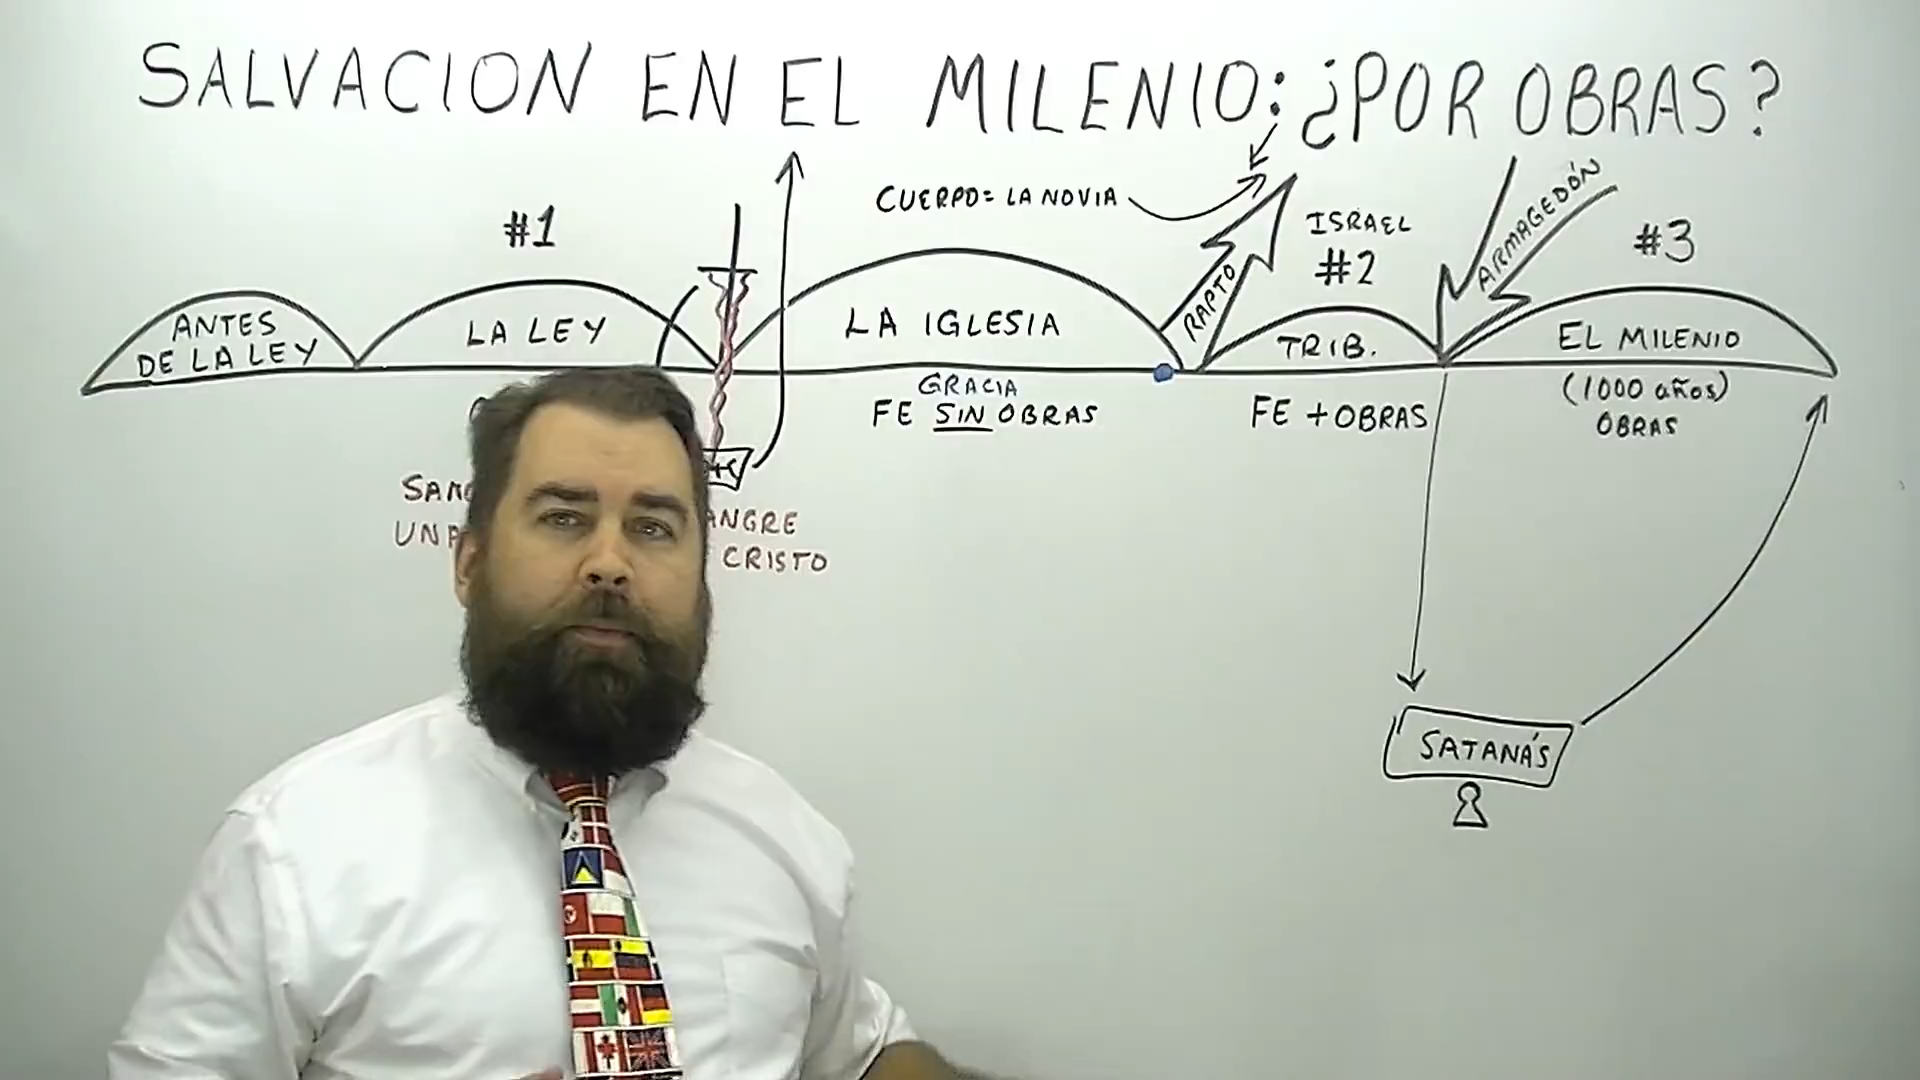 SALVACION EN EL MILENIO: ¿POR OBRAS?
CUERPO = LA NOVIA
ISRAEL
#1
#2
#3
ARMAGEDÓN
RAPTO
ANTES
DE LA LEY
LA LEY
LA IGLESIA
TRIB.
EL MILENIO
GRACIA
FE SIN OBRAS
FE + OBRAS
(1000 años)
OBRAS
CRISTO
SATANÁS